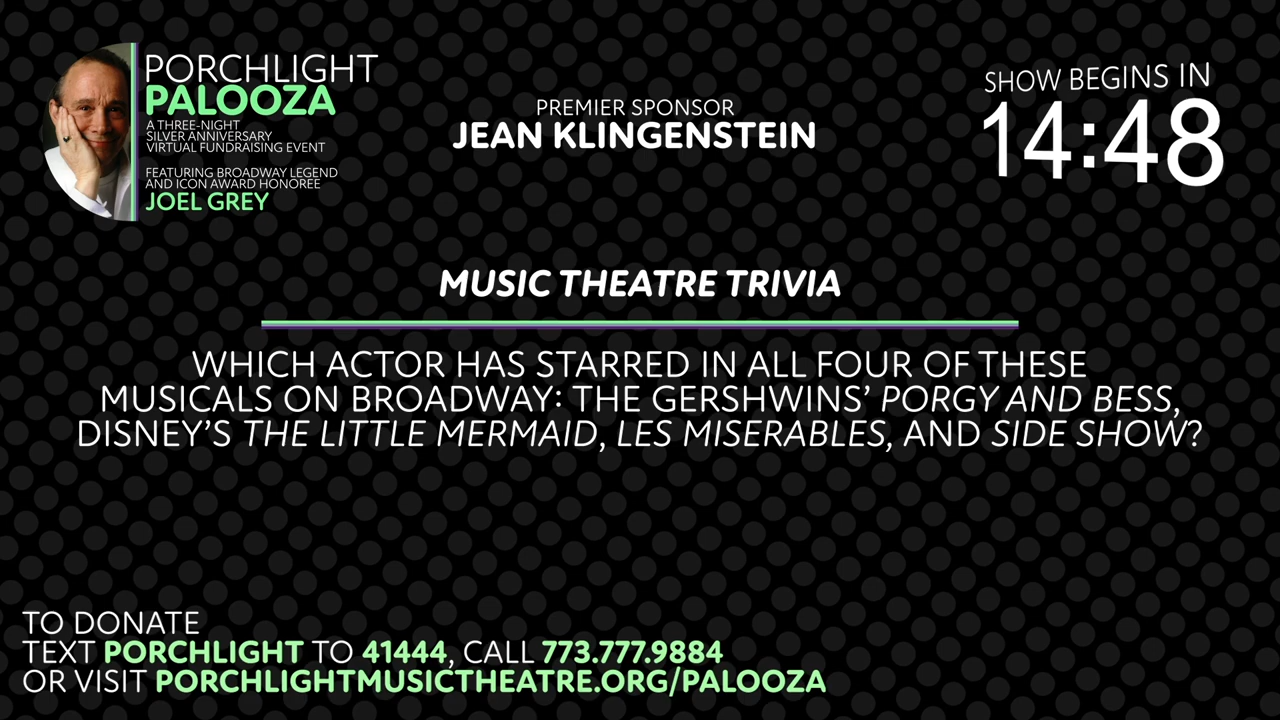 PORCHLIGHT
PALOOZA
A THREE-NIGHT
SILVER ANNIVERSARY
VIRTUAL FUNDRAISING EVENT
FEATURING BROADWAY LEGEND
AND ICON AWARD HONOREE
JOEL GREY
PREMIER SPONSOR
JEAN KLINGENSTEIN
SHOW BEGINS IN
14:48
MUSIC THEATRE TRIVIA
WHICH ACTOR HAS STARRED IN ALL FOUR OF THESE
MUSICALS ON BROADWAY: THE GERSHWINS’ PORGY AND BESS,
DISNEY’S THE LITTLE MERMAID, LES MISERABLES, AND SIDE SHOW?
TO DONATE
TEXT PORCHLIGHT TO 41444, CALL 773.777.9884
OR VISIT PORCHLIGHTMUSICTHEATRE.ORG/PALOOZA